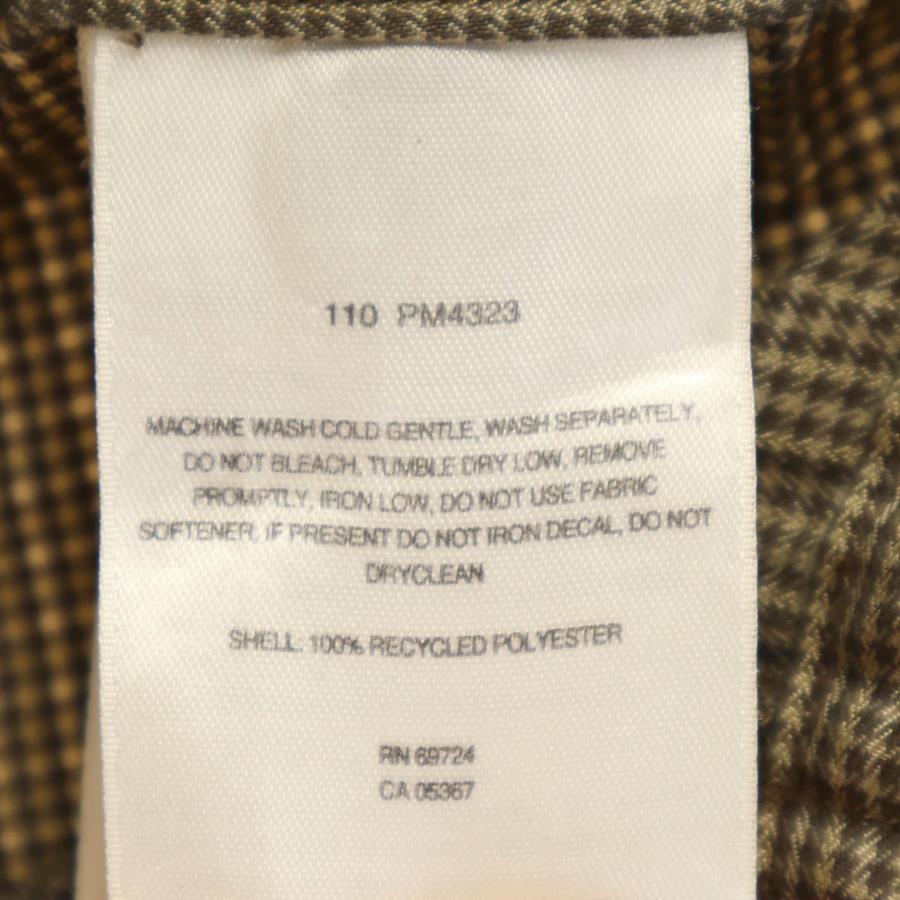 110 PM4323
MACHINE WASH COLD GENTLE, WASH SEPARATELY,
DO NOT BLEACH, TUMBLE DRY LOW, REMOVE
PROMPTLY, IRON LOW, DO NOT USE FABRIC
SOFTENER, IF PRESENT DO NOT IRON DECAL, DO NOT
DRYCLEAN
SHELL: 100% RECYCLED POLYESTER
RN 69724
CA 05367